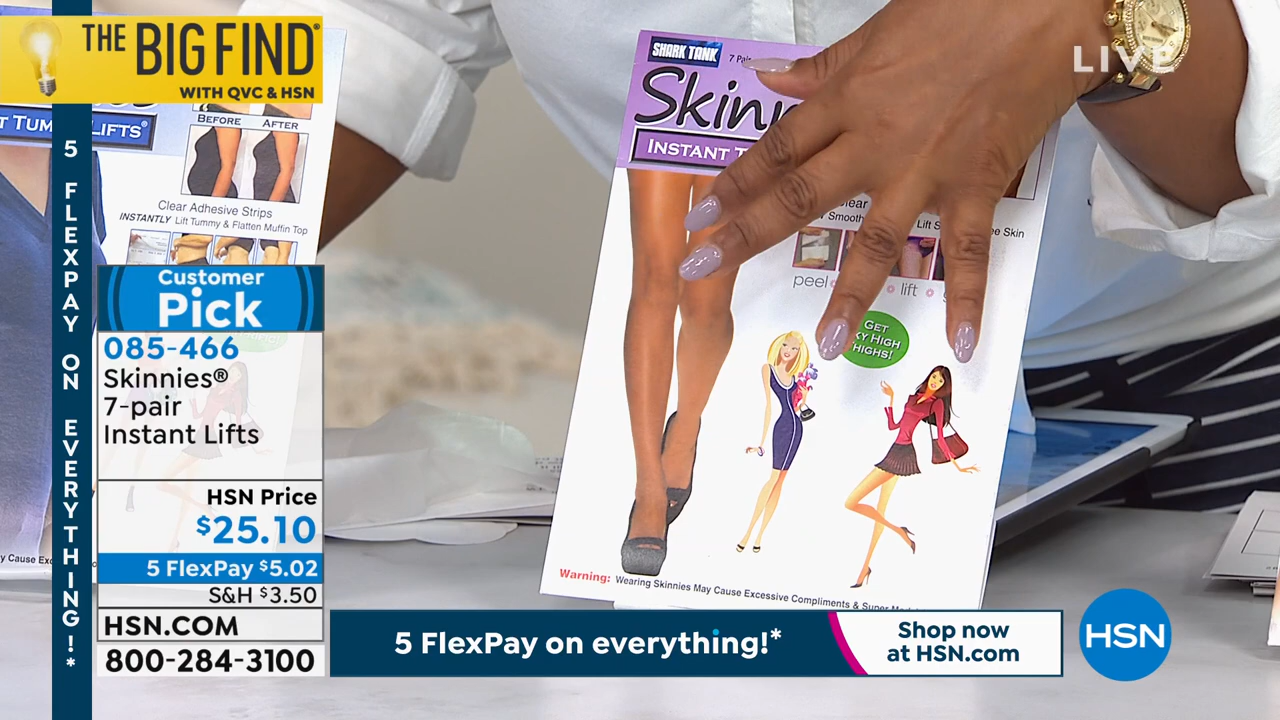 THE BIG FIND®
WITH QVC & HSN
LIVE
5 FLEXPAY ON EVERYTHING!*
T TUM LIFTS®
BEFORE AFTER
Clear Adhesive Strips
INSTANTLY Lift Tummy & Flatten Muffin Top
Customer
Pick
085-466
Skinnies®
7-pair
Instant Lifts
HSN Price
$25.10
5 FlexPay $5.02
S&H $3.50
HSN.COM
800-284-3100
SHARK TANK
7
Skinn
INSTANT T
Smooth Lift Skin
peel lift
GET
KY HIGH
HIGHS!
Warning: Wearing Skinnies May Cause Excessive Compliments & Super
y Cause
5 FlexPay on everything!*
Shop now
at HSN.com
HSN